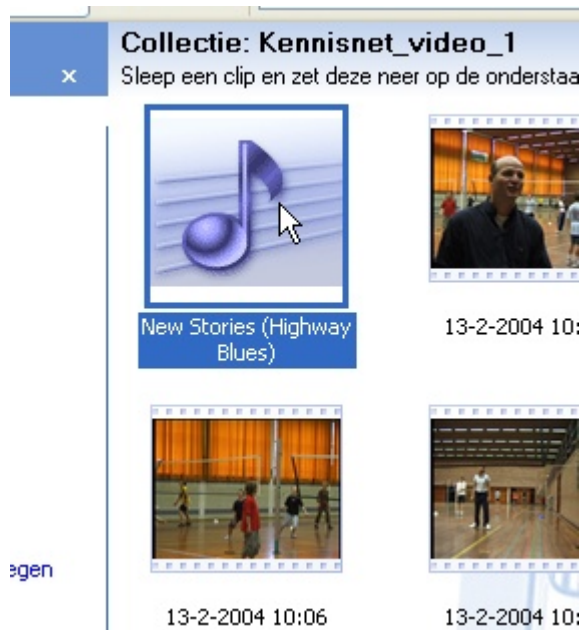 Collectie: Kennisnet_video_1
Sleep een clip en zet deze neer op de onderstaa
New Stories (Highway
Blues)
13-2-2004 10:
egen
13-2-2004 10:06
13-2-2004 10: